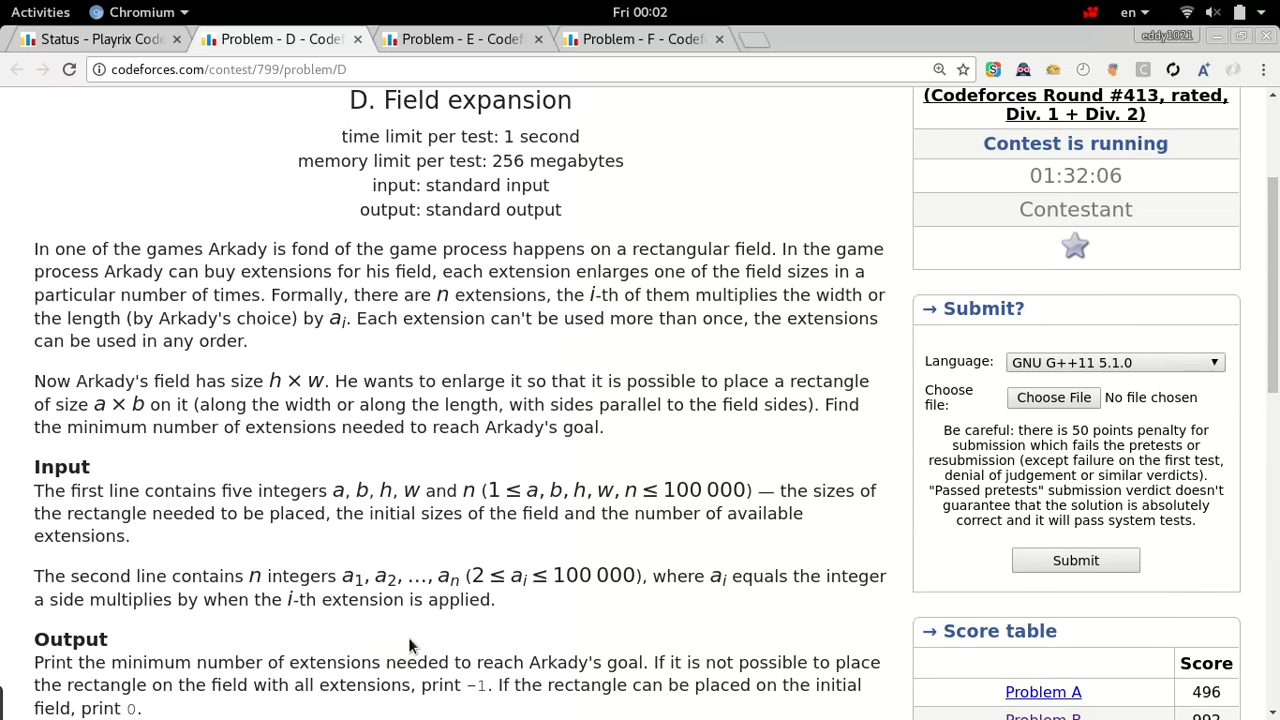 Activities Chromium Fri 00:02 en
Status - Playrix Code Problem - D - Codef Problem - E - Codef Problem - F - Codef eddy1021
codeforces.com/contest/799/problem/D
D. Field expansion
time limit per test: 1 second
memory limit per test: 256 megabytes
input: standard input
output: standard output
In one of the games Arkady is fond of the game process happens on a rectangular field. In the game
process Arkady can buy extensions for his field, each extension enlarges one of the field sizes in a
particular number of times. Formally, there are n extensions, the i-th of them multiplies the width or
the length (by Arkady's choice) by aᵢ. Each extension can't be used more than once, the extensions
can be used in any order.
Now Arkady's field has size h × w. He wants to enlarge it so that it is possible to place a rectangle
of size a × b on it (along the width or along the length, with sides parallel to the field sides). Find
the minimum number of extensions needed to reach Arkady's goal.
Input
The first line contains five integers a, b, h, w and n (1 ≤ a, b, h, w, n ≤ 100 000) — the sizes of
the rectangle needed to be placed, the initial sizes of the field and the number of available
extensions.
The second line contains n integers a₁, a₂, ..., aₙ (2 ≤ aᵢ ≤ 100 000), where aᵢ equals the integer
a side multiplies by when the i-th extension is applied.
Output
Print the minimum number of extensions needed to reach Arkady's goal. If it is not possible to place
the rectangle on the field with all extensions, print -1. If the rectangle can be placed on the initial
field, print 0.
(Codeforces Round #413, rated,
Div. 1 + Div. 2)
Contest is running
01:32:06
Contestant
→ Submit?
Language: GNU G++11 5.1.0
Choose
file: Choose File No file chosen
Be careful: there is 50 points penalty for
submission which fails the pretests or
resubmission (except failure on the first test,
denial of judgement or similar verdicts).
"Passed pretests" submission verdict doesn't
guarantee that the solution is absolutely
correct and it will pass system tests.
Submit
→ Score table
Score
Problem A 496
Problem B 992